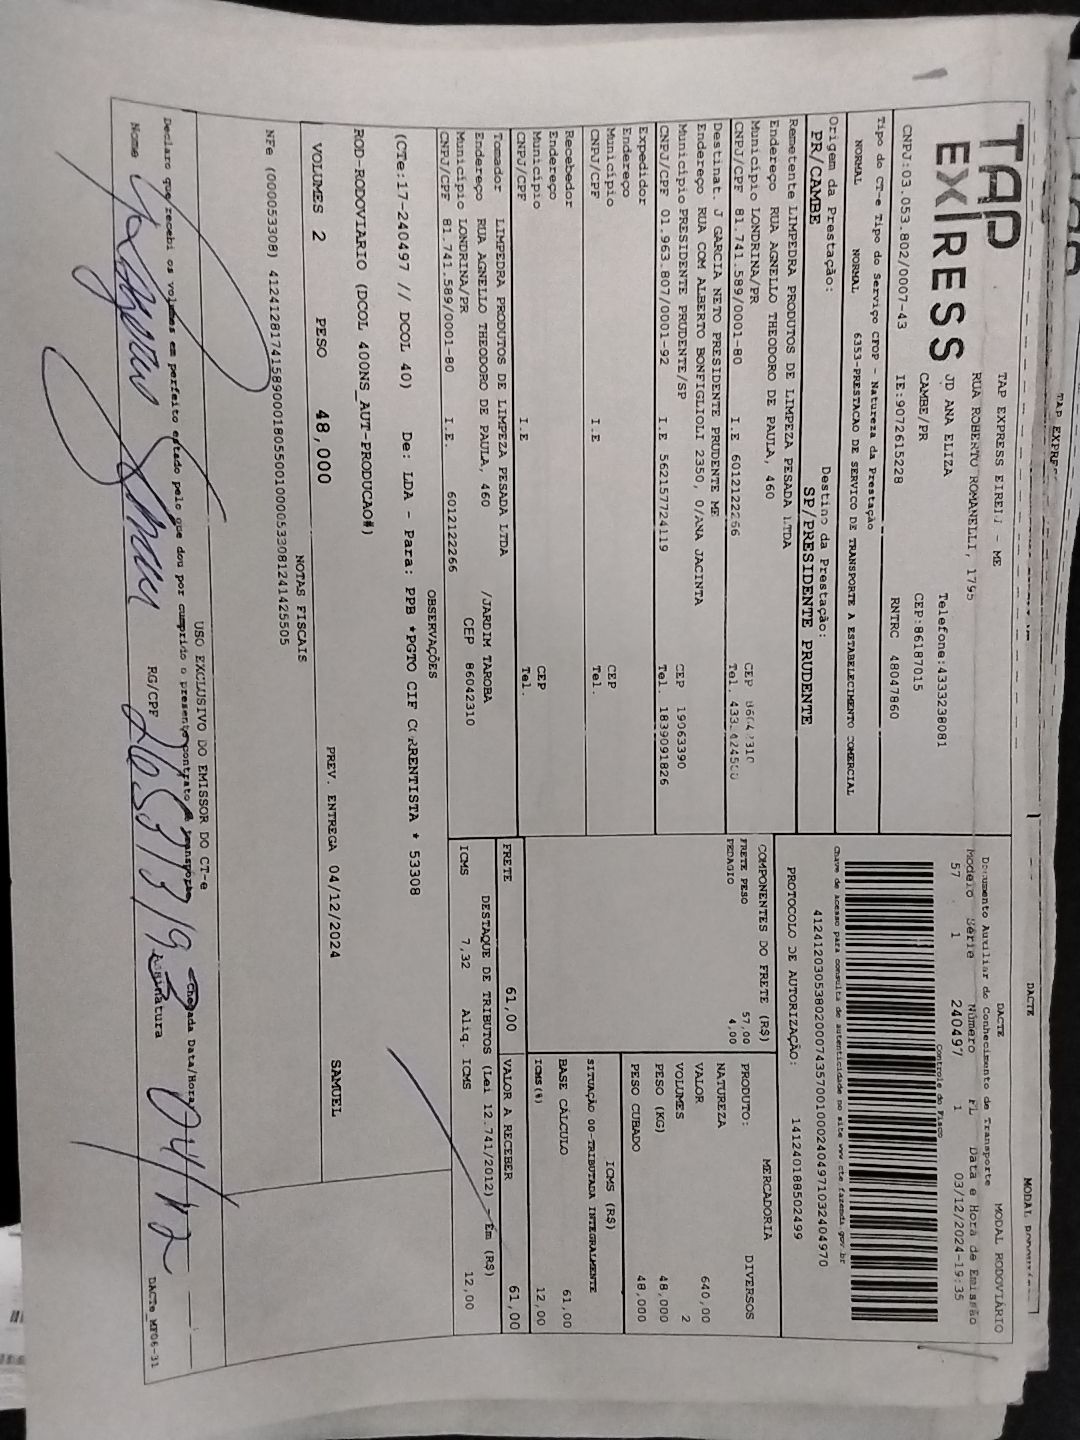 TAP EXPRESS
TAP EXPRESS EIRELI - ME
RUA ROBERTO ROMANELLI, 1795
JD ANA ELIZA
Telefone:4333238081
CAMBE/PR
CEP:86187015
CNPJ:03.053.802/0007-43
IE:9072615228
RNTRC 48047860
DACTE
MODAL RODOVIÁRIO
Documento Auxiliar do Conhecimento de Transporte
Modelo Série Número FL Data e Hora de Emissão
57 1 240497 1 03/12/2024-19:35
Controle do Fisco
Tipo do CT-e Tipo do Serviço CFOP - Natureza da Prestação
NORMAL NORMAL 6353-PRESTACAO DE SERVICO DE TRANSPORTE A ESTABELECIMENTO COMERCIAL
Chave de acesso para consulta de autenticidade no site www.cte.fazenda.gov.br
41241203053802000743570010002404971032404970
Origem da Prestação:
Destino da Prestação:
PR/CAMBE
SP/PRESIDENTE PRUDENTE
PROTOCOLO DE AUTORIZAÇÃO:
141240188502499
Remetente LIMPEDRA PRODUTOS DE LIMPEZA PESADA LTDA
Endereço RUA AGNELLO THEODORO DE PAULA, 460
Município LONDRINA/PR CEP
CNPJ/CPF 81.741.589/0001-80 I.E 6012122266 Tel.
Destinat. J GARCIA NETO PRESIDENTE PRUDENTE ME
Endereço RUA COM ALBERTO BONFIGLIOLI 2350, 0/ANA JACINTA
Município PRESIDENTE PRUDENTE/SP CEP 19063390
CNPJ/CPF 01.963.807/0001-92 I.E 562157724119 Tel. 1839091826
Expedidor
Endereço
Município CEP
CNPJ/CPF I.E Tel.
Recebedor
Endereço
Município CEP
CNPJ/CPF I.E Tel.
Tomador LIMPEDRA PRODUTOS DE LIMPEZA PESADA LTDA
Endereço RUA AGNELLO THEODORO DE PAULA, 460 /JARDIM TAROBA
Município LONDRINA/PR CEP 86042310
CNPJ/CPF 81.741.589/0001-80 I.E. 6012122266
COMPONENTES DO FRETE (R$)
FRETE PESO 57,00
PEDAGIO 4,00
MERCADORIA
PRODUTO: DIVERSOS
NATUREZA
VALOR 640,00
VOLUMES 2
PESO (KG) 48,000
PESO CUBADO 48,000
ICMS (R$)
SITUAÇÃO 00-TRIBUTADA INTEGRALMENTE
BASE CÁLCULO 61,00
ICMS(%) 12,00
FRETE 61,00 VALOR A RECEBER 61,00
DESTAQUE DE TRIBUTOS (Lei 12.741/2012) - Em (R$)
ICMS 7,32 Aliq. ICMS 12,00
OBSERVAÇÕES
(CTe:17-240497 // DCOL 40) De: LDA - Para: PPB *PGTO CIF CORRENTISTA * 53308
ROD-RODOVIARIO (DCOL 400NS_AUT-PRODUCAO#)
VOLUMES 2 PESO 48,000 PREV. ENTREGA 04/12/2024 SAMUEL
NOTAS FISCAIS
NFe (000053308) 41241281741589000180550010000533081241425505
USO EXCLUSIVO DO EMISSOR DO CT-e
Declaro que recebi os volumes em perfeito estado pelo que dou por cumprido o presente contrato de transporte
Chegada Data/Hora 04/12
Nome RG/CPF Assinatura
DACTe_MF06-31